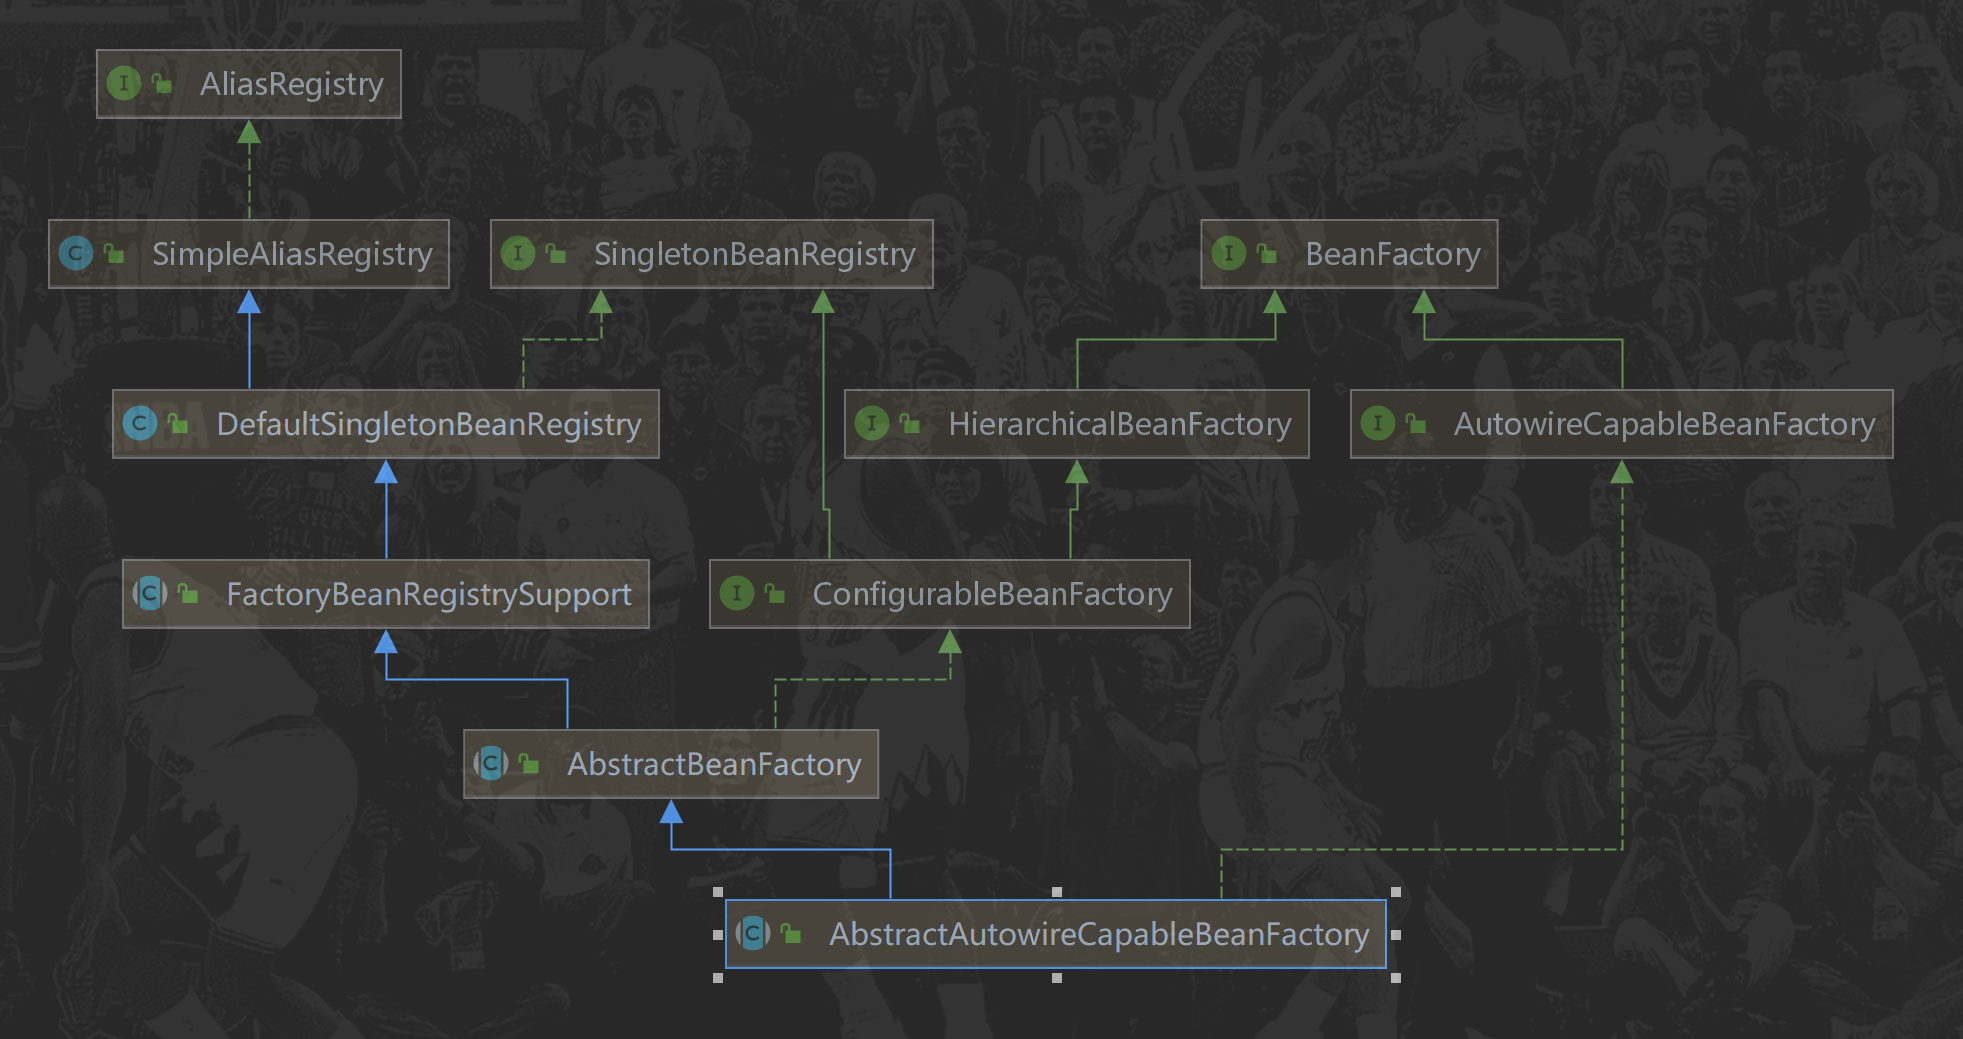 AliasRegistry
SimpleAliasRegistry
SingletonBeanRegistry
BeanFactory
DefaultSingletonBeanRegistry
HierarchicalBeanFactory
AutowireCapableBeanFactory
FactoryBeanRegistrySupport
ConfigurableBeanFactory
AbstractBeanFactory
AbstractAutowireCapableBeanFactory